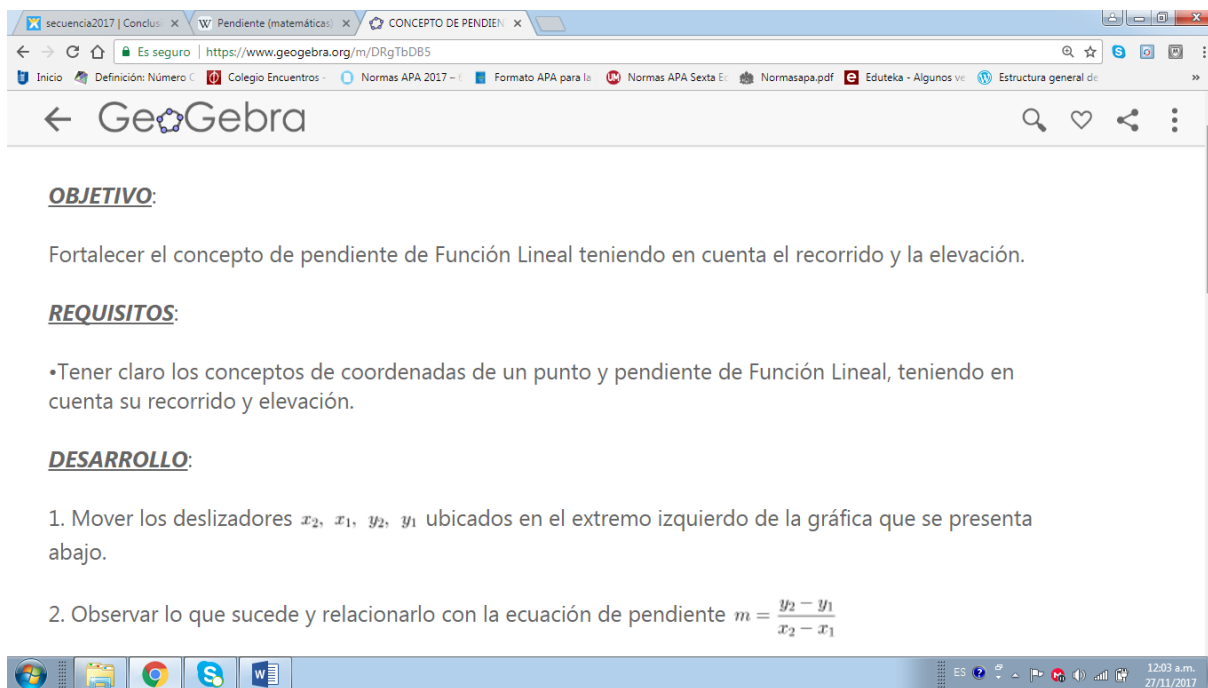 secuencia2017 | Conclus
Pendiente (matemáticas)
CONCEPTO DE PENDIEN
Es seguro | https://www.geogebra.org/m/DRgTbDB5
Inicio Definición: Número C Colegio Encuentros - Normas APA 2017 – ( Formato APA para la Normas APA Sexta Ec Normasapa.pdf Eduteka - Algunos ve Estructura general de »
GeoGebra
OBJETIVO:
Fortalecer el concepto de pendiente de Función Lineal teniendo en cuenta el recorrido y la elevación.
REQUISITOS:
•Tener claro los conceptos de coordenadas de un punto y pendiente de Función Lineal, teniendo en
cuenta su recorrido y elevación.
DESARROLLO:
1. Mover los deslizadores x₂, x₁, y₂, y₁ ubicados en el extremo izquierdo de la gráfica que se presenta
abajo.
2. Observar lo que sucede y relacionarlo con la ecuación de pendiente m = (y₂ − y₁)/(x₂ − x₁)
ES
12:03 a.m.
27/11/2017